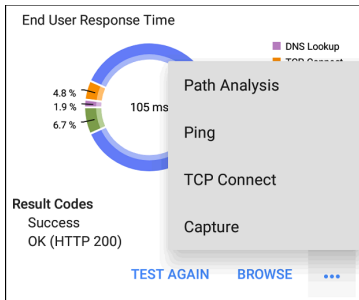 End User Response Time
DNS Lookup
TCP Connect
4.8 %
1.9 %
6.7 %
105 ms
Path Analysis
Ping
TCP Connect
Capture
Result Codes
Success
OK (HTTP 200)
TEST AGAIN
BROWSE